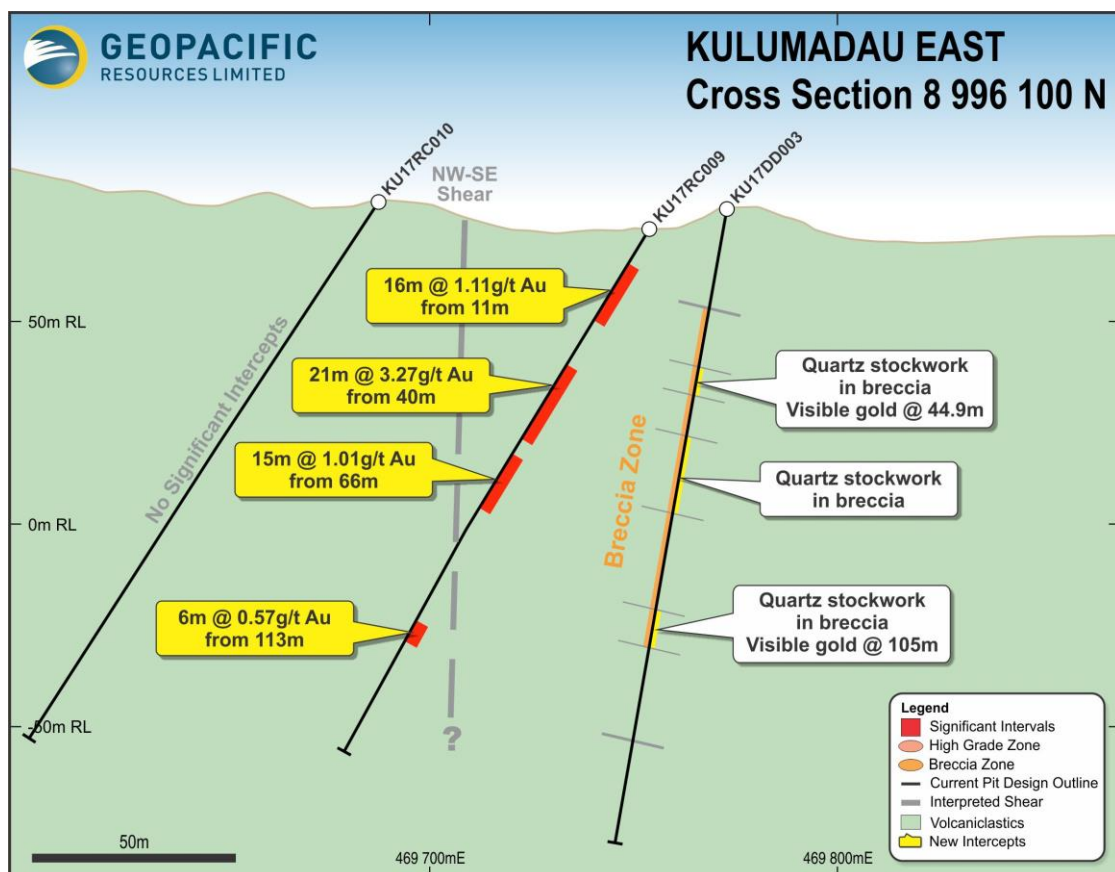 GEOPACIFIC
RESOURCES LIMITED
KULUMADAU EAST
Cross Section 8 996 100 N
KU17RC010
NW-SE
Shear
KU17RC009
KU17DD003
16m @ 1.11g/t Au
from 11m
50m RL
No Significant Intercepts
21m @ 3.27g/t Au
from 40m
Quartz stockwork
in breccia
Visible gold @ 44.9m
15m @ 1.01g/t Au
from 66m
Breccia Zone
Quartz stockwork
in breccia
0m RL
6m @ 0.57g/t Au
from 113m
Quartz stockwork
in breccia
Visible gold @ 105m
-50m RL
?
Legend
Significant Intervals
High Grade Zone
Breccia Zone
Current Pit Design Outline
Interpreted Shear
Volcaniclastics
New Intercepts
50m
469 700mE
469 800mE